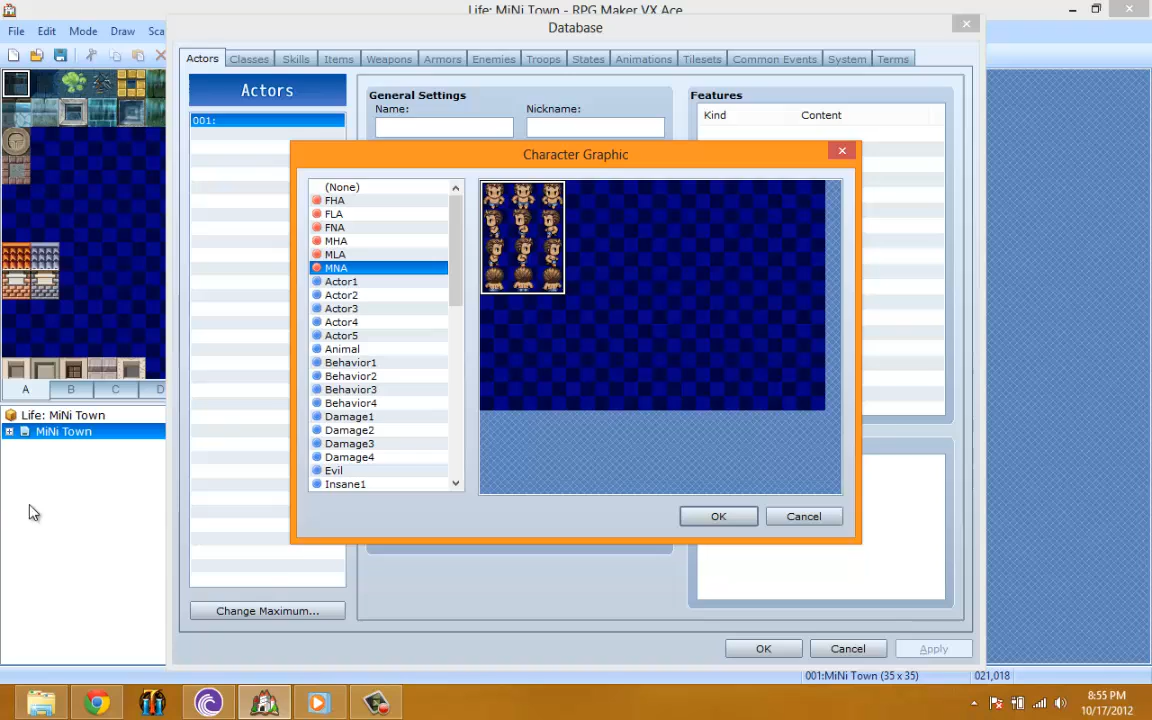 Life: MiNi Town - RPG Maker VX Ace
File Edit Mode Draw Sca
Database
Actors Classes Skills Items Weapons Armors Enemies Troops States Animations Tilesets Common Events System Terms
Actors
001:
General Settings
Name: Nickname:
Features
Kind Content
Character Graphic
(None)
FHA
FLA
FNA
MHA
MLA
MNA
Actor1
Actor2
Actor3
Actor4
Actor5
Animal
Behavior1
Behavior2
Behavior3
Behavior4
Damage1
Damage2
Damage3
Damage4
Evil
Insane1
OK Cancel
A B C D
Life: MiNi Town
MiNi Town
Change Maximum...
OK Cancel Apply
001:MiNi Town (35 x 35) 021,018
8:55 PM
10/17/2012